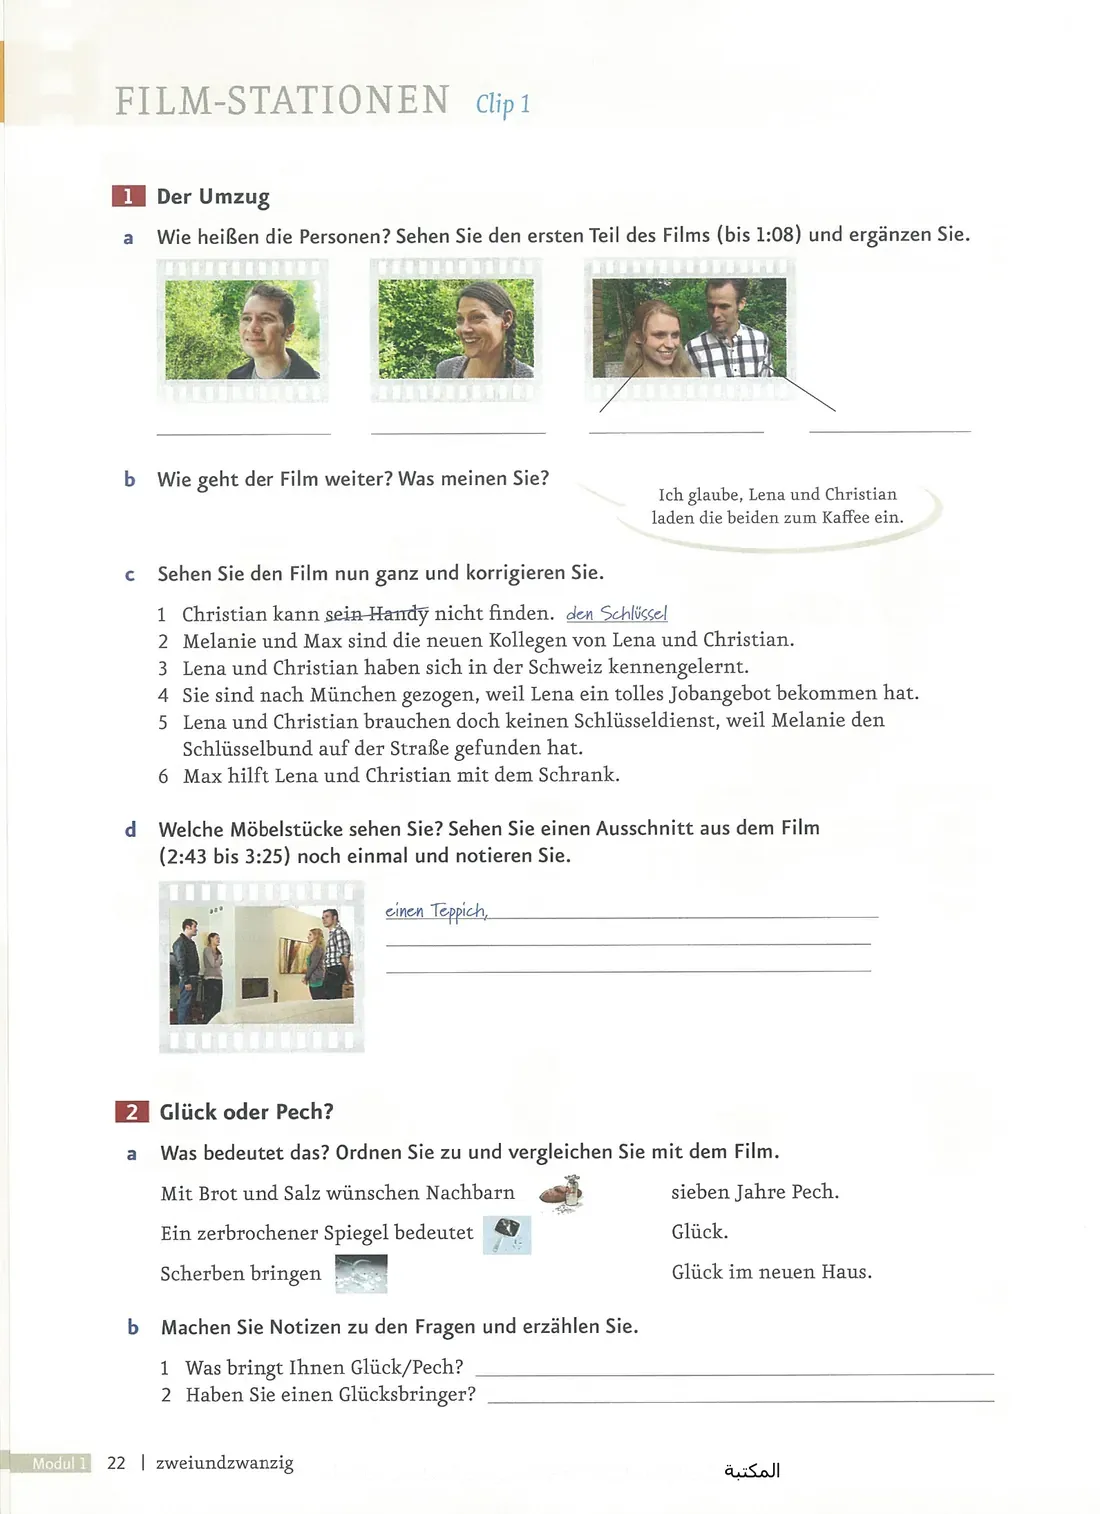 FILM-STATIONEN Clip 1
1 Der Umzug
a Wie heißen die Personen? Sehen Sie den ersten Teil des Films (bis 1:08) und ergänzen Sie.
b Wie geht der Film weiter? Was meinen Sie?
Ich glaube, Lena und Christian
laden die beiden zum Kaffee ein.
c Sehen Sie den Film nun ganz und korrigieren Sie.
1 Christian kann sein Handy nicht finden. den Schlüssel
2 Melanie und Max sind die neuen Kollegen von Lena und Christian.
3 Lena und Christian haben sich in der Schweiz kennengelernt.
4 Sie sind nach München gezogen, weil Lena ein tolles Jobangebot bekommen hat.
5 Lena und Christian brauchen doch keinen Schlüsseldienst, weil Melanie den
Schlüsselbund auf der Straße gefunden hat.
6 Max hilft Lena und Christian mit dem Schrank.
d Welche Möbelstücke sehen Sie? Sehen Sie einen Ausschnitt aus dem Film
(2:43 bis 3:25) noch einmal und notieren Sie.
einen Teppich,
2 Glück oder Pech?
a Was bedeutet das? Ordnen Sie zu und vergleichen Sie mit dem Film.
Mit Brot und Salz wünschen Nachbarn sieben Jahre Pech.
Ein zerbrochener Spiegel bedeutet Glück.
Scherben bringen Glück im neuen Haus.
b Machen Sie Notizen zu den Fragen und erzählen Sie.
1 Was bringt Ihnen Glück/Pech?
2 Haben Sie einen Glücksbringer?
Modul 1 22 | zweiundzwanzig
المكتبة